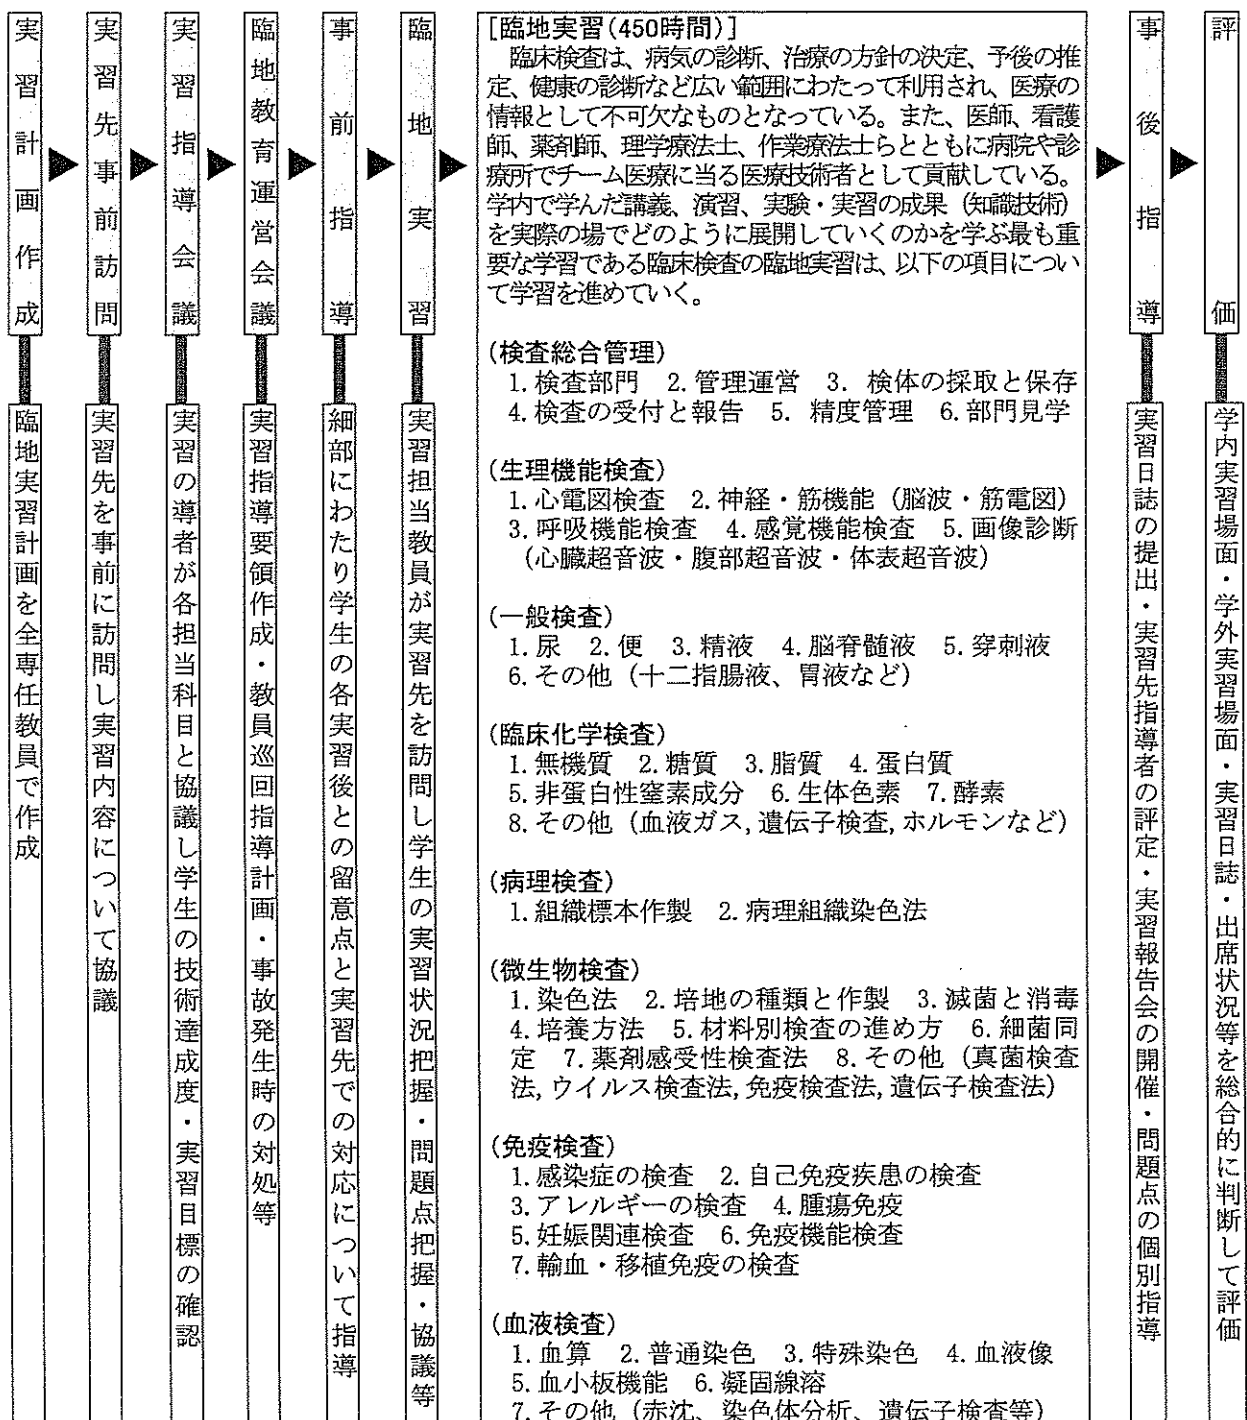 実習計画作成
実習先事前訪問
実習指導会議
臨地教育運営会議
事前指導
臨地実習
[臨地実習(450時間)]
臨床検査は、病気の診断、治療の方針の決定、予後の推
定、健康の診断など広い範囲にわたって利用され、医療の
情報として不可欠なものとなっている。また、医師、看護
師、薬剤師、理学療法士、作業療法士らとともに病院や診
療所でチーム医療に当る医療技術者として貢献している。
学内で学んだ講義、演習、実験・実習の成果（知識技術）
を実際の場でどのように展開していくのかを学ぶ最も重
要な学習である臨床検査の臨地実習は、以下の項目につい
て学習を進めていく。
(検査総合管理)
1.検査部門 2.管理運営 3. 検体の採取と保存
4.検査の受付と報告 5. 精度管理 6.部門見学
(生理機能検査)
1.心電図検査 2.神経・筋機能（脳波・筋電図）
3.呼吸機能検査 4.感覚機能検査 5.画像診断
（心臓超音波・腹部超音波・体表超音波）
(一般検査)
1.尿 2.便 3.精液 4.脳脊髄液 5.穿刺液
6.その他（十二指腸液、胃液など）
(臨床化学検査)
1.無機質 2.糖質 3.脂質 4.蛋白質
5.非蛋白性窒素成分 6.生体色素 7.酵素
8.その他（血液ガス,遺伝子検査,ホルモンなど）
(病理検査)
1.組織標本作製 2.病理組織染色法
(微生物検査)
1.染色法 2.培地の種類と作製 3.滅菌と消毒
4.培養方法 5.材料別検査の進め方 6.細菌同
定 7.薬剤感受性検査法 8.その他（真菌検査
法,ウイルス検査法,免疫検査法,遺伝子検査法）
(免疫検査)
1.感染症の検査 2.自己免疫疾患の検査
3.アレルギーの検査 4.腫瘍免疫
5.妊娠関連検査 6.免疫機能検査
7.輸血・移植免疫の検査
(血液検査)
1.血算 2.普通染色 3.特殊染色 4.血液像
5.血小板機能 6.凝固線溶
7.その他（赤沈、染色体分析、遺伝子検査等）
事後指導
評価
臨地実習計画を全専任教員で作成
実習先を事前に訪問し実習内容について協議
実習の導者が各担当科目と協議し学生の技術達成度・実習目標の確認
実習指導要領作成・教員巡回指導計画・事故発生時の対処等
細部にわたり学生の各実習後との留意点と実習先での対応について指導
実習担当教員が実習先を訪問し学生の実習状況把握・問題点把握・協議等
実習日誌の提出・実習先指導者の評定・実習報告会の開催・問題点の個別指導
学内実習場面・学外実習場面・実習日誌・出席状況等を総合的に判断して評価